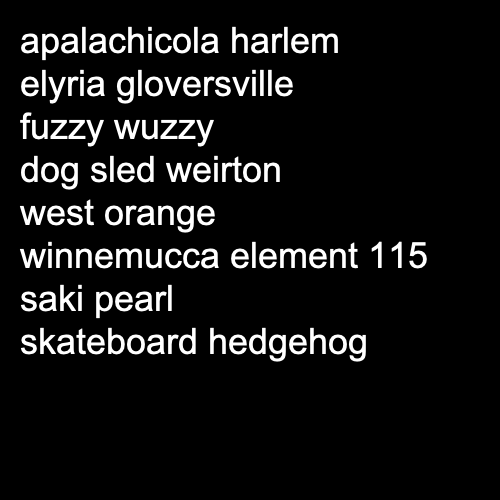 apalachicola harlem
elyria gloversville
fuzzy wuzzy
dog sled weirton
west orange
winnemucca element 115
saki pearl
skateboard hedgehog